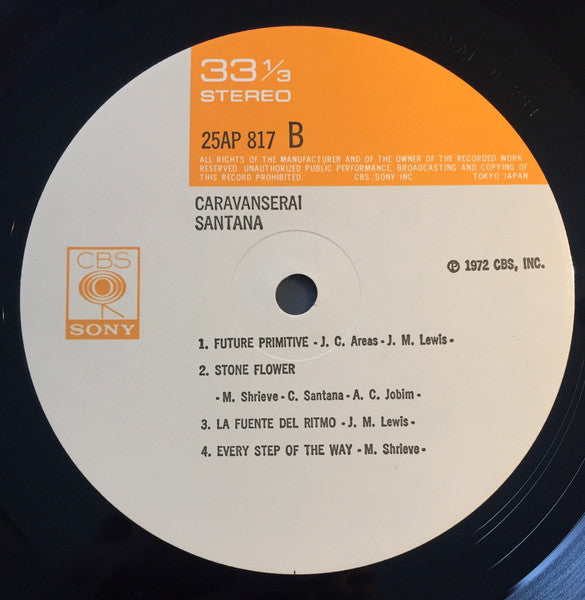 33 1/3
STEREO
25AP 817 B
ALL RIGHTS OF THE MANUFACTURER AND OF THE OWNER OF THE RECORDED WORK
RESERVED. UNAUTHORIZED PUBLIC PERFORMANCE, BROADCASTING AND COPYING OF
THIS RECORD PROHIBITED. CBS/SONY INC. TOKYO JAPAN
CARAVANSERAI
SANTANA
CBS
SONY
℗ 1972 CBS, INC.
1. FUTURE PRIMITIVE - J. C. Areas - J. M. Lewis -
2. STONE FLOWER
- M. Shrieve - C. Santana - A. C. Jobim -
3. LA FUENTE DEL RITMO - J. M. Lewis -
4. EVERY STEP OF THE WAY - M. Shrieve -